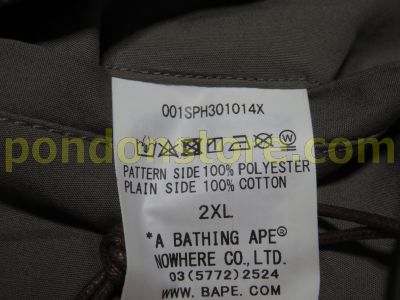 001SPH301014X
pondonstore.com
PATTERN SIDE 100% POLYESTER
PLAIN SIDE 100% COTTON
2XL
"A BATHING APE®
NOWHERE CO., LTD.
03(5772)2524
WWW.BAPE.COM